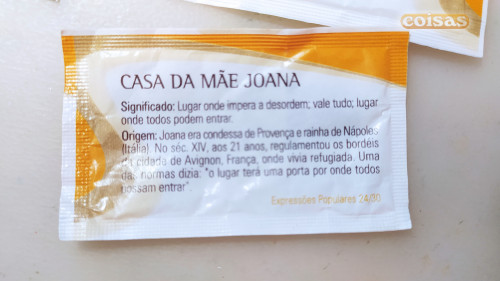 coisas
CASA DA MÃE JOANA
Significado: Lugar onde impera a desordem; vale tudo; lugar
onde todos podem entrar.
Origem: Joana era condessa de Provença e rainha de Nápoles
(Itália). No séc. XIV, aos 21 anos, regulamentou os bordéis
da cidade de Avignon, França, onde vivia refugiada. Uma
das normas dizia: "o lugar terá uma porta por onde todos
possam entrar"
Expressões Populares 24/30